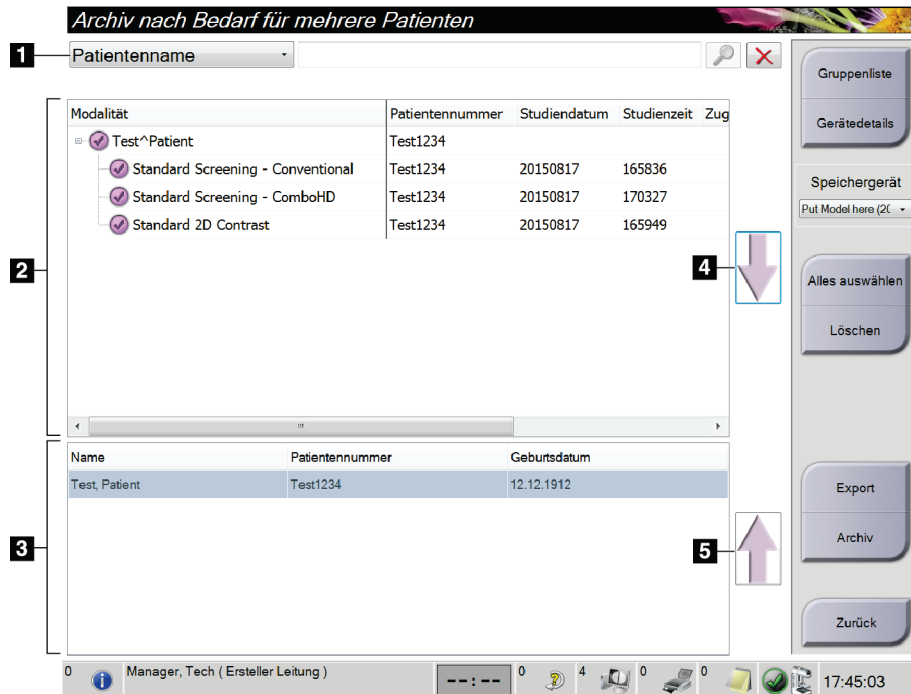 Archiv nach Bedarf für mehrere Patienten
1
Patientenname
Gruppenliste
Gerätedetails
Speichergerät
Put Model here (2(
2
Modalität Patientennummer Studiendatum Studienzeit Zug
Test^Patient Test1234
Standard Screening - Conventional Test1234 20150817 165836
Standard Screening - ComboHD Test1234 20150817 170327
Standard 2D Contrast Test1234 20150817 165949
4
Alles auswählen
Löschen
3
Name Patientennummer Geburtsdatum
Test, Patient Test1234 12.12.1912
5
Export
Archiv
Zurück
0 Manager, Tech ( Ersteller Leitung ) --:-- 0 4 0 0 17:45:03